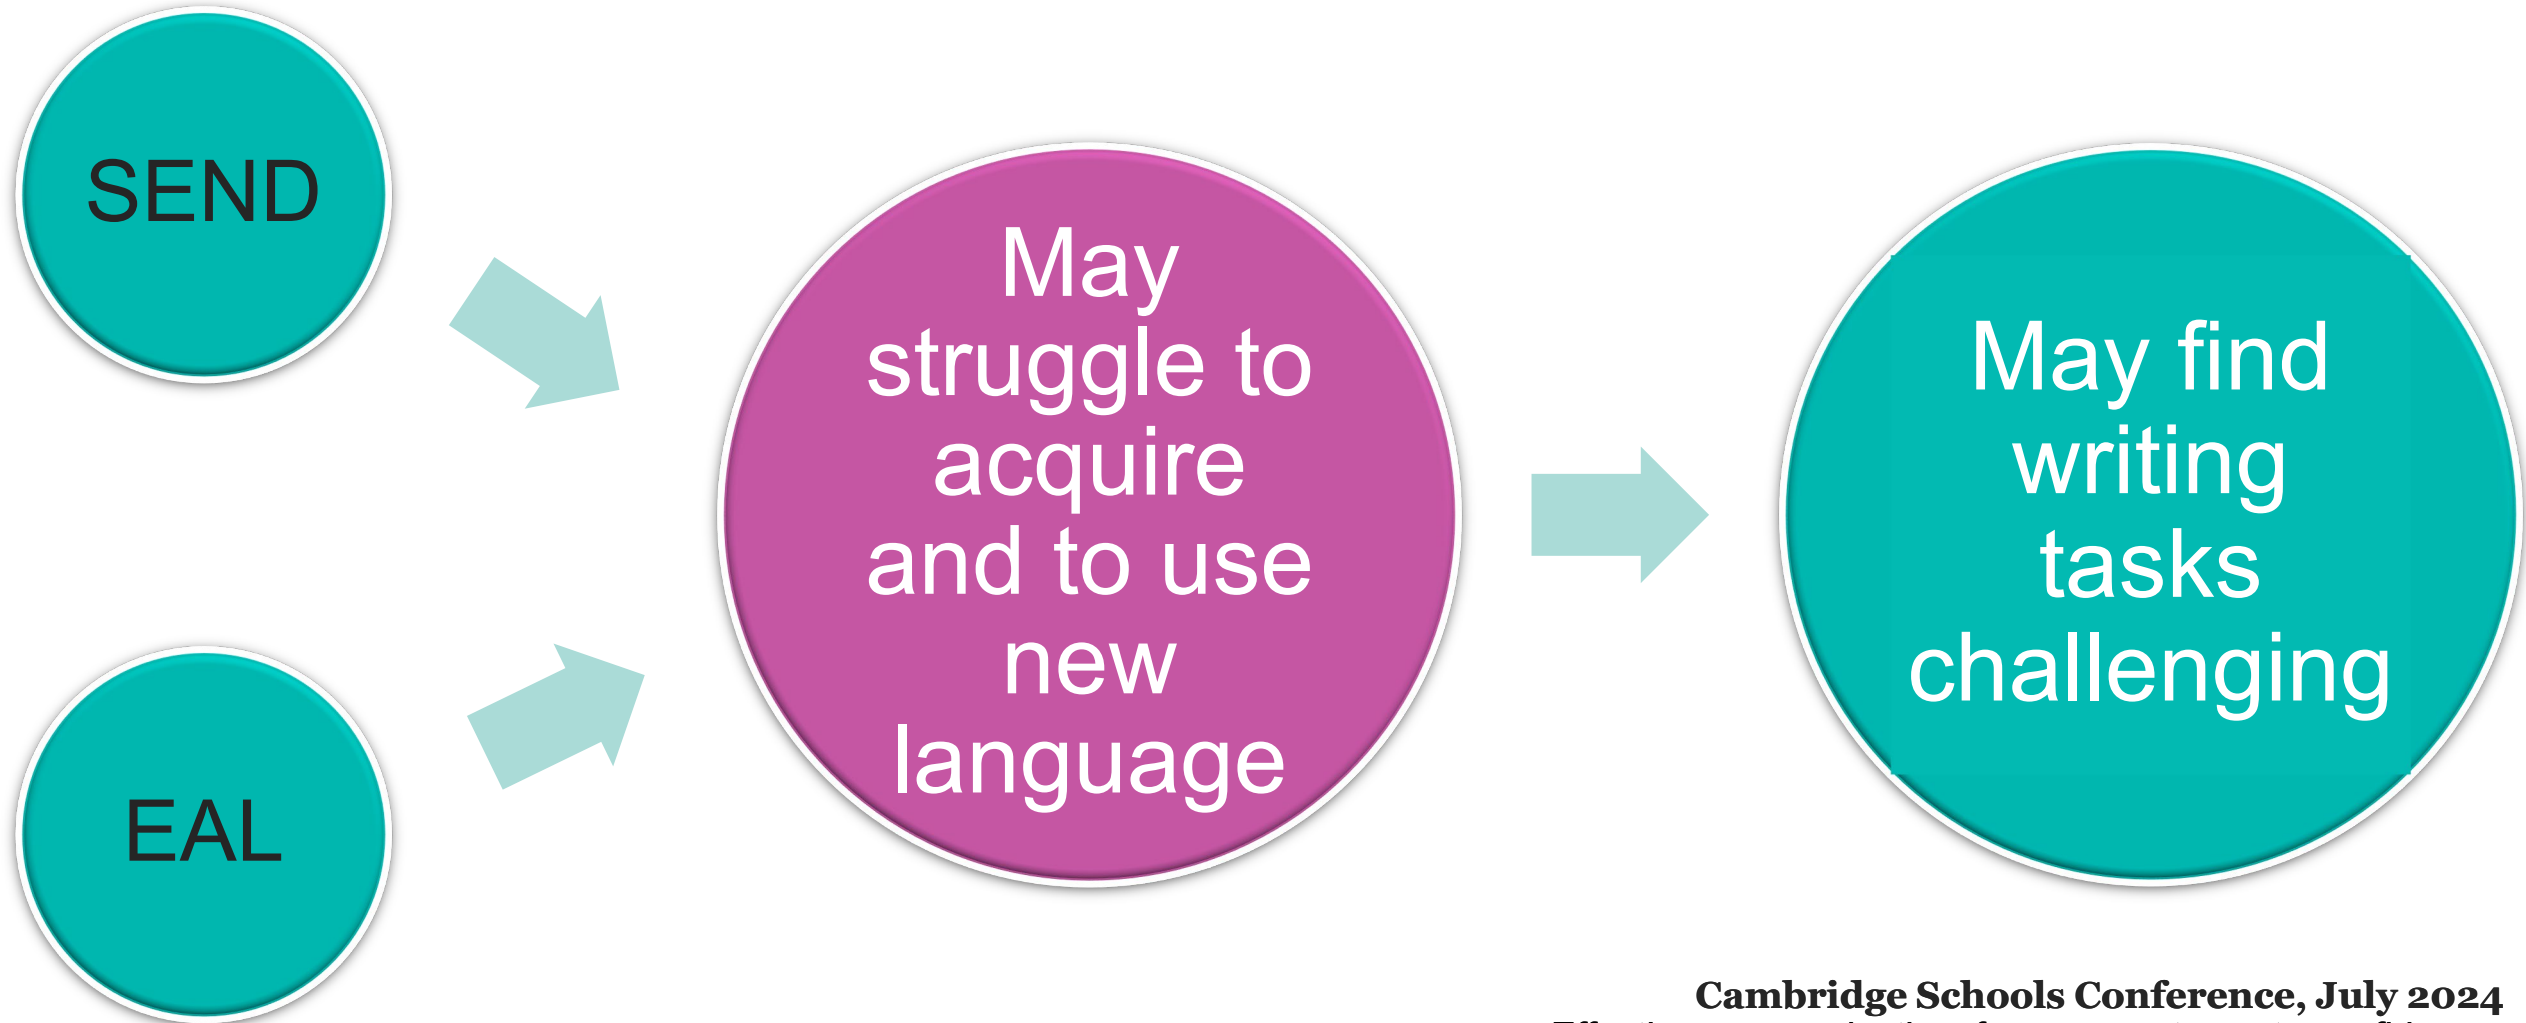 SEND
EAL
May
struggle to
acquire
and to use
new
language
May find
writing
tasks
challenging
Cambridge Schools Conference, July 2024